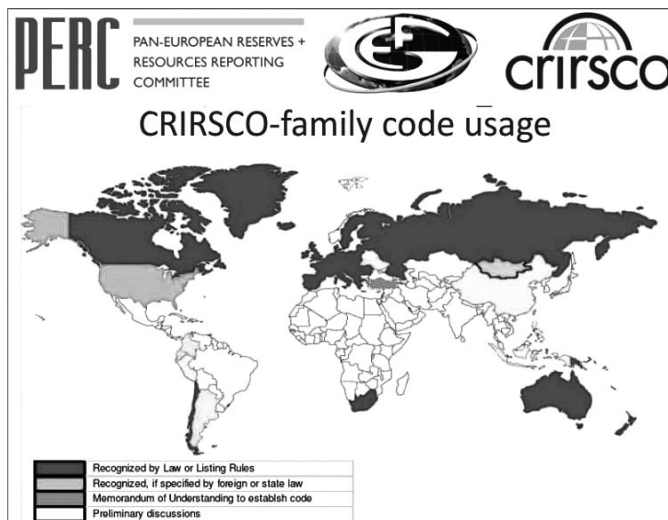 PERC
PAN-EUROPEAN RESERVES +
RESOURCES REPORTING
COMMITTEE
EFG
crirsco
CRIRSCO-family code usage
Recognized by Law or Listing Rules
Recognized, if specified by foreign or state law
Memorandum of Understanding to establsh code
Preliminary discussions